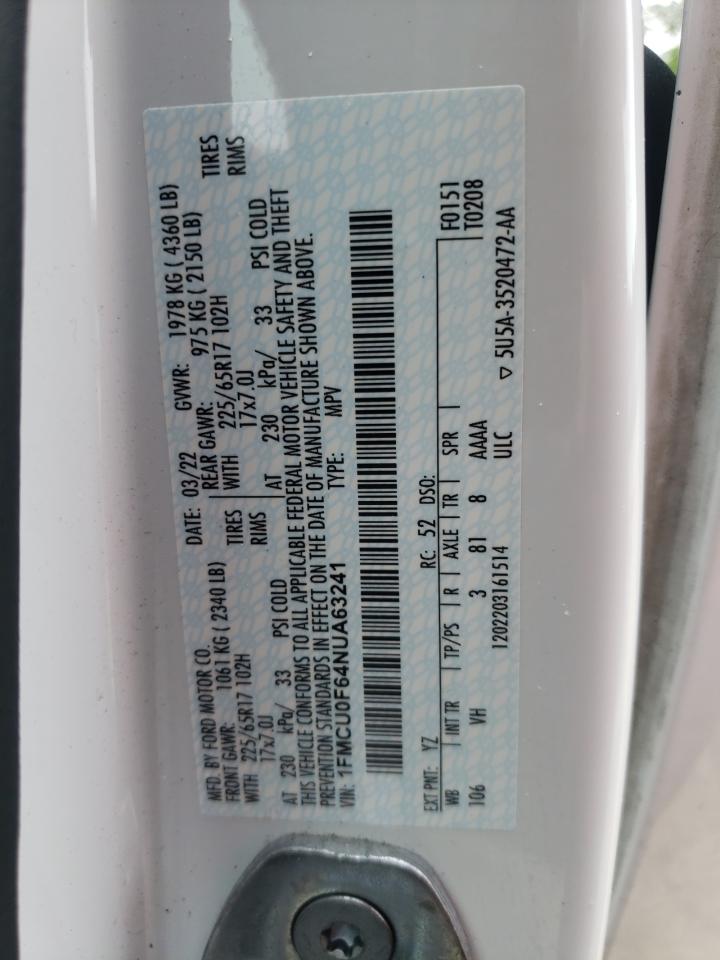 MFD. BY FORD MOTOR CO.
DATE: 03/22 GVWR: 1978 KG ( 4360 LB)
FRONT GAWR: 1061 KG ( 2340 LB) REAR GAWR: 975 KG ( 2150 LB)
WITH 225/65R17 102H TIRES WITH 225/65R17 102H TIRES
17x7.0J RIMS 17x7.0J RIMS
AT 230 kPa/ 33 PSI COLD AT 230 kPa/ 33 PSI COLD
THIS VEHICLE CONFORMS TO ALL APPLICABLE FEDERAL MOTOR VEHICLE SAFETY AND THEFT
PREVENTION STANDARDS IN EFFECT ON THE DATE OF MANUFACTURE SHOWN ABOVE.
VIN: 1FMCU0F64NUA63241 TYPE: MPV
EXT PNT: YZ RC: 52 DSO: F0151
WB INT TR TP/PS R AXLE TR SPR T0208
106 VH 3 81 8 AAAA
1202203161514 ULC ▽ 5U5A-3520472-AA